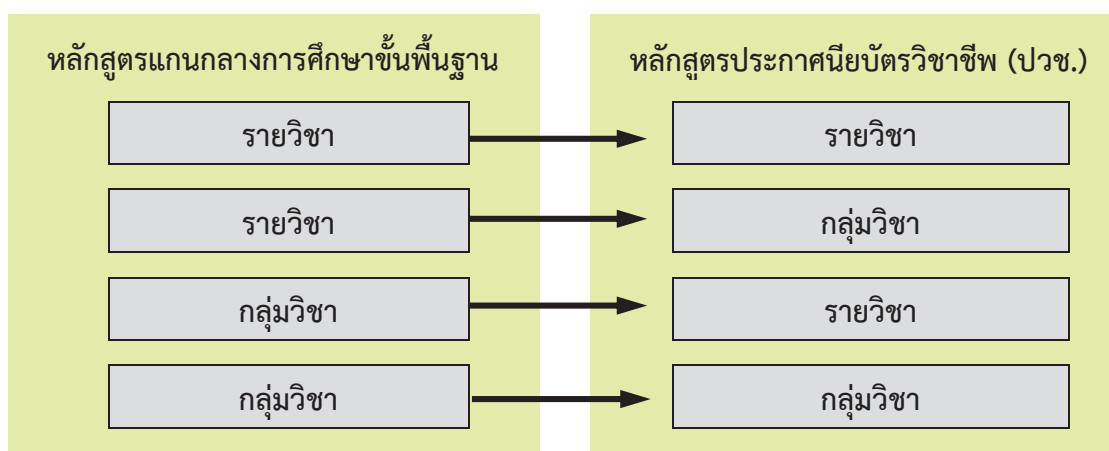 หลักสูตรแกนกลางการศึกษาขั้นพื้นฐาน
รายวิชา
รายวิชา
กลุ่มวิชา
กลุ่มวิชา
หลักสูตรประกาศนียบัตรวิชาชีพ (ปวช.)
รายวิชา
กลุ่มวิชา
รายวิชา
กลุ่มวิชา